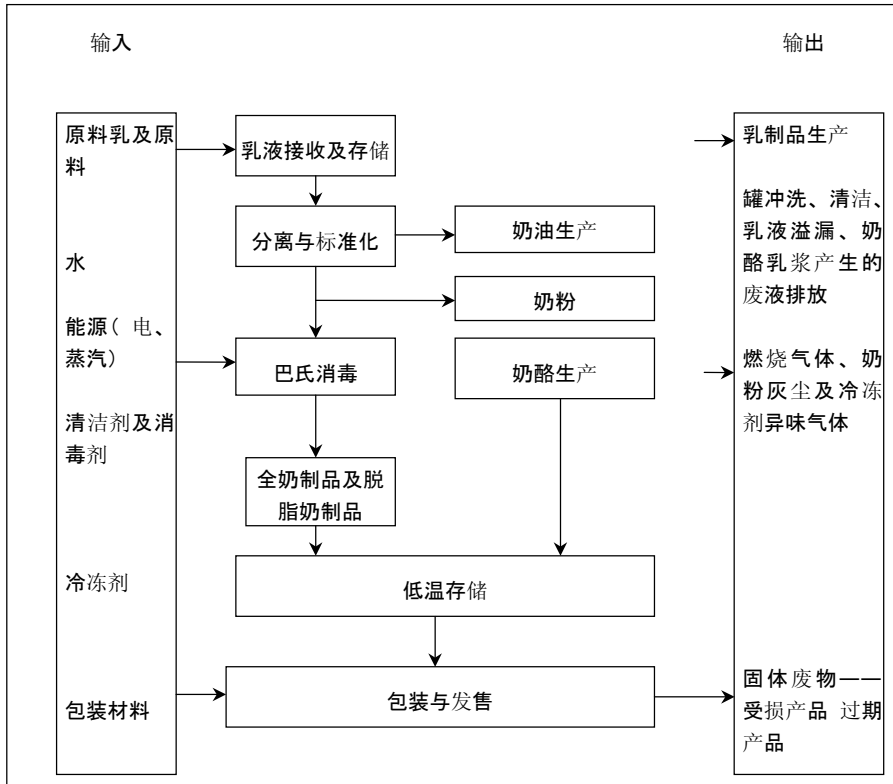 输入
输出
原料乳及原
料
水
能源( 电、
蒸汽)
清洁剂及消
毒剂
冷冻剂
包装材料
乳液接收及存储
分离与标准化
奶油生产
奶粉
巴氏消毒
奶酪生产
全奶制品及脱
脂奶制品
低温存储
包装与发售
乳制品生产
罐冲洗、清洁、
乳液溢漏、奶
酪乳浆产生的
废液排放
燃烧气体、奶
粉灰尘及冷冻
剂异味气体
固体废物——
受损产品 过期
产品